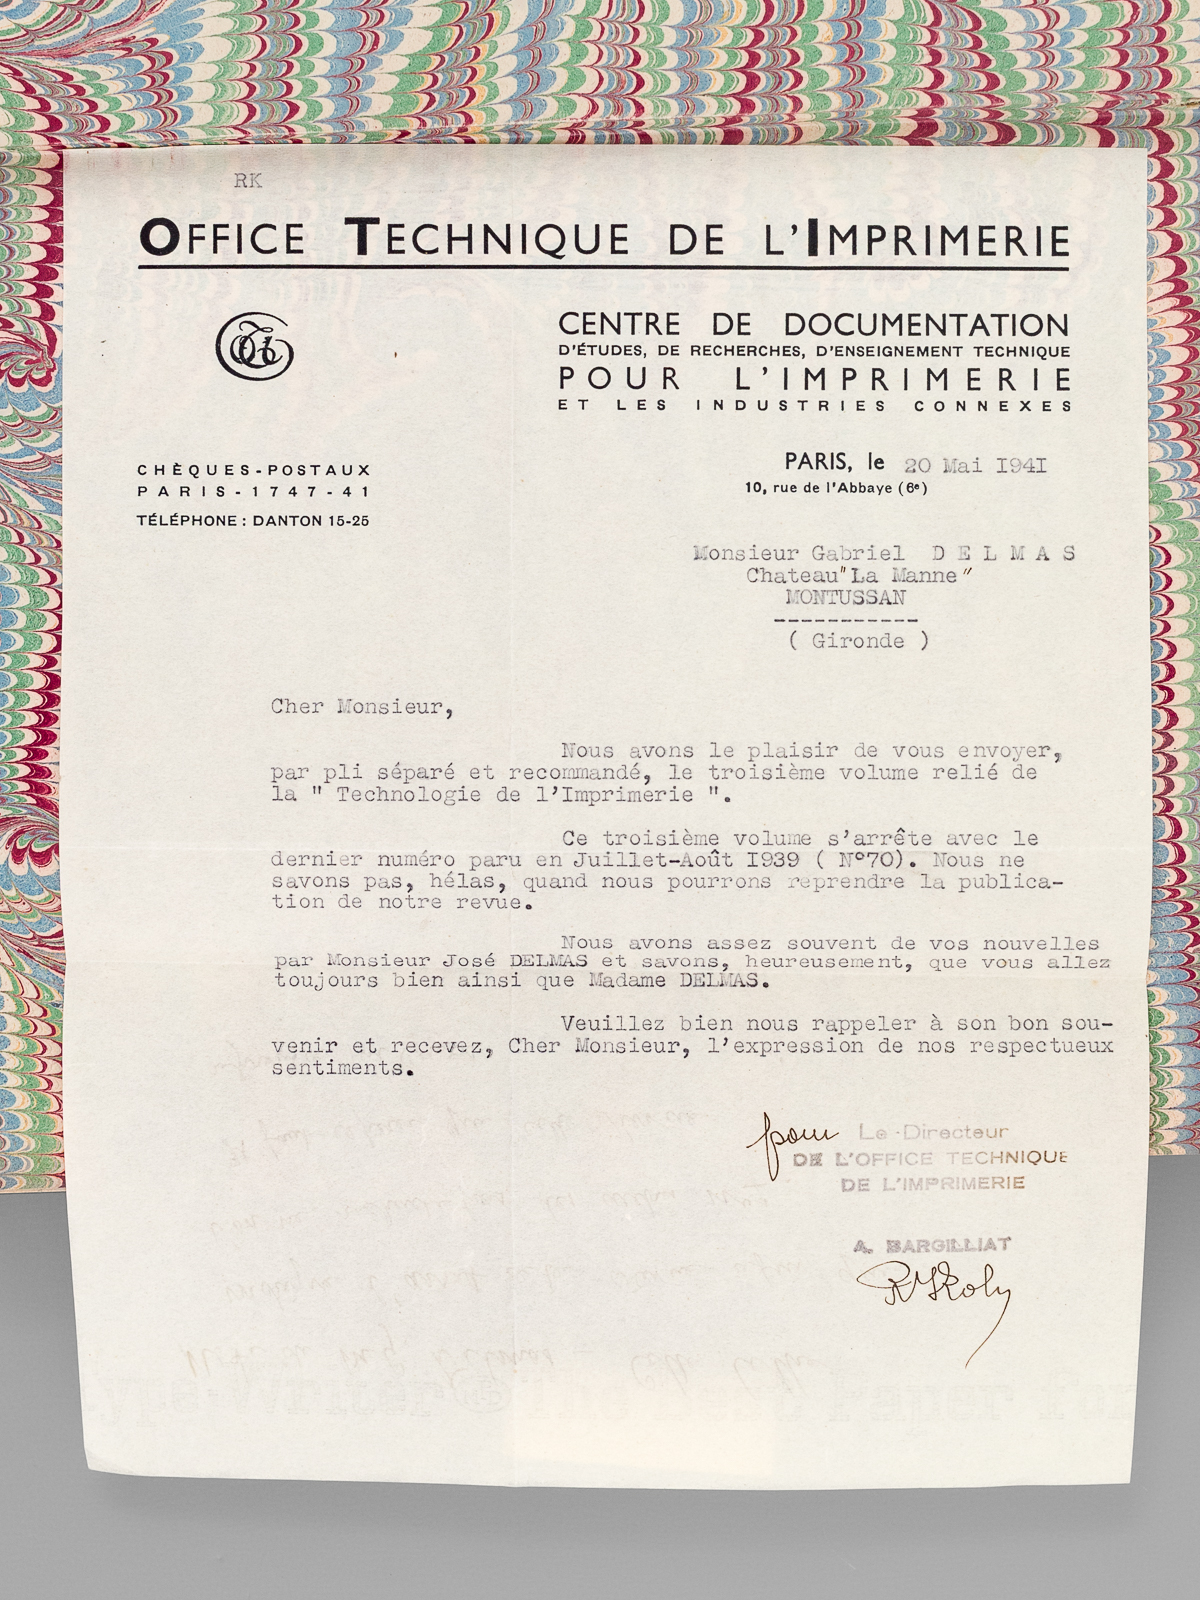 RK
OFFICE TECHNIQUE DE L'IMPRIMERIE
CENTRE DE DOCUMENTATION
D'ÉTUDES, DE RECHERCHES, D'ENSEIGNEMENT TECHNIQUE
POUR L'IMPRIMERIE
ET LES INDUSTRIES CONNEXES
CHÈQUES-POSTAUX
PARIS-1747-41
TÉLÉPHONE : DANTON 15-25
PARIS, le 20 Mai I94I
10, rue de l'Abbaye (6e)
Monsieur Gabriel D E L M A S
Chateau "La Manne"
MONTUSSAN
-----------
( Gironde )
Cher Monsieur,
Nous avons le plaisir de vous envoyer,
par pli séparé et recommandé, le troisième volume relié de
la " Technologie de l'Imprimerie ".
Ce troisième volume s'arrête avec le
dernier numéro paru en Juillet-Août I939 ( N°70). Nous ne
savons pas, hélas, quand nous pourrons reprendre la publica-
tion de notre revue.
Nous avons assez souvent de vos nouvelles
par Monsieur José DELMAS et savons, heureusement, que vous allez
toujours bien ainsi que Madame DELMAS.
Veuillez bien nous rappeler à son bon sou-
venir et recevez, Cher Monsieur, l'expression de nos respectueux
sentiments.
pour Le Directeur
DE L'OFFICE TECHNIQUE
DE L'IMPRIMERIE
A. BARGILLIAT